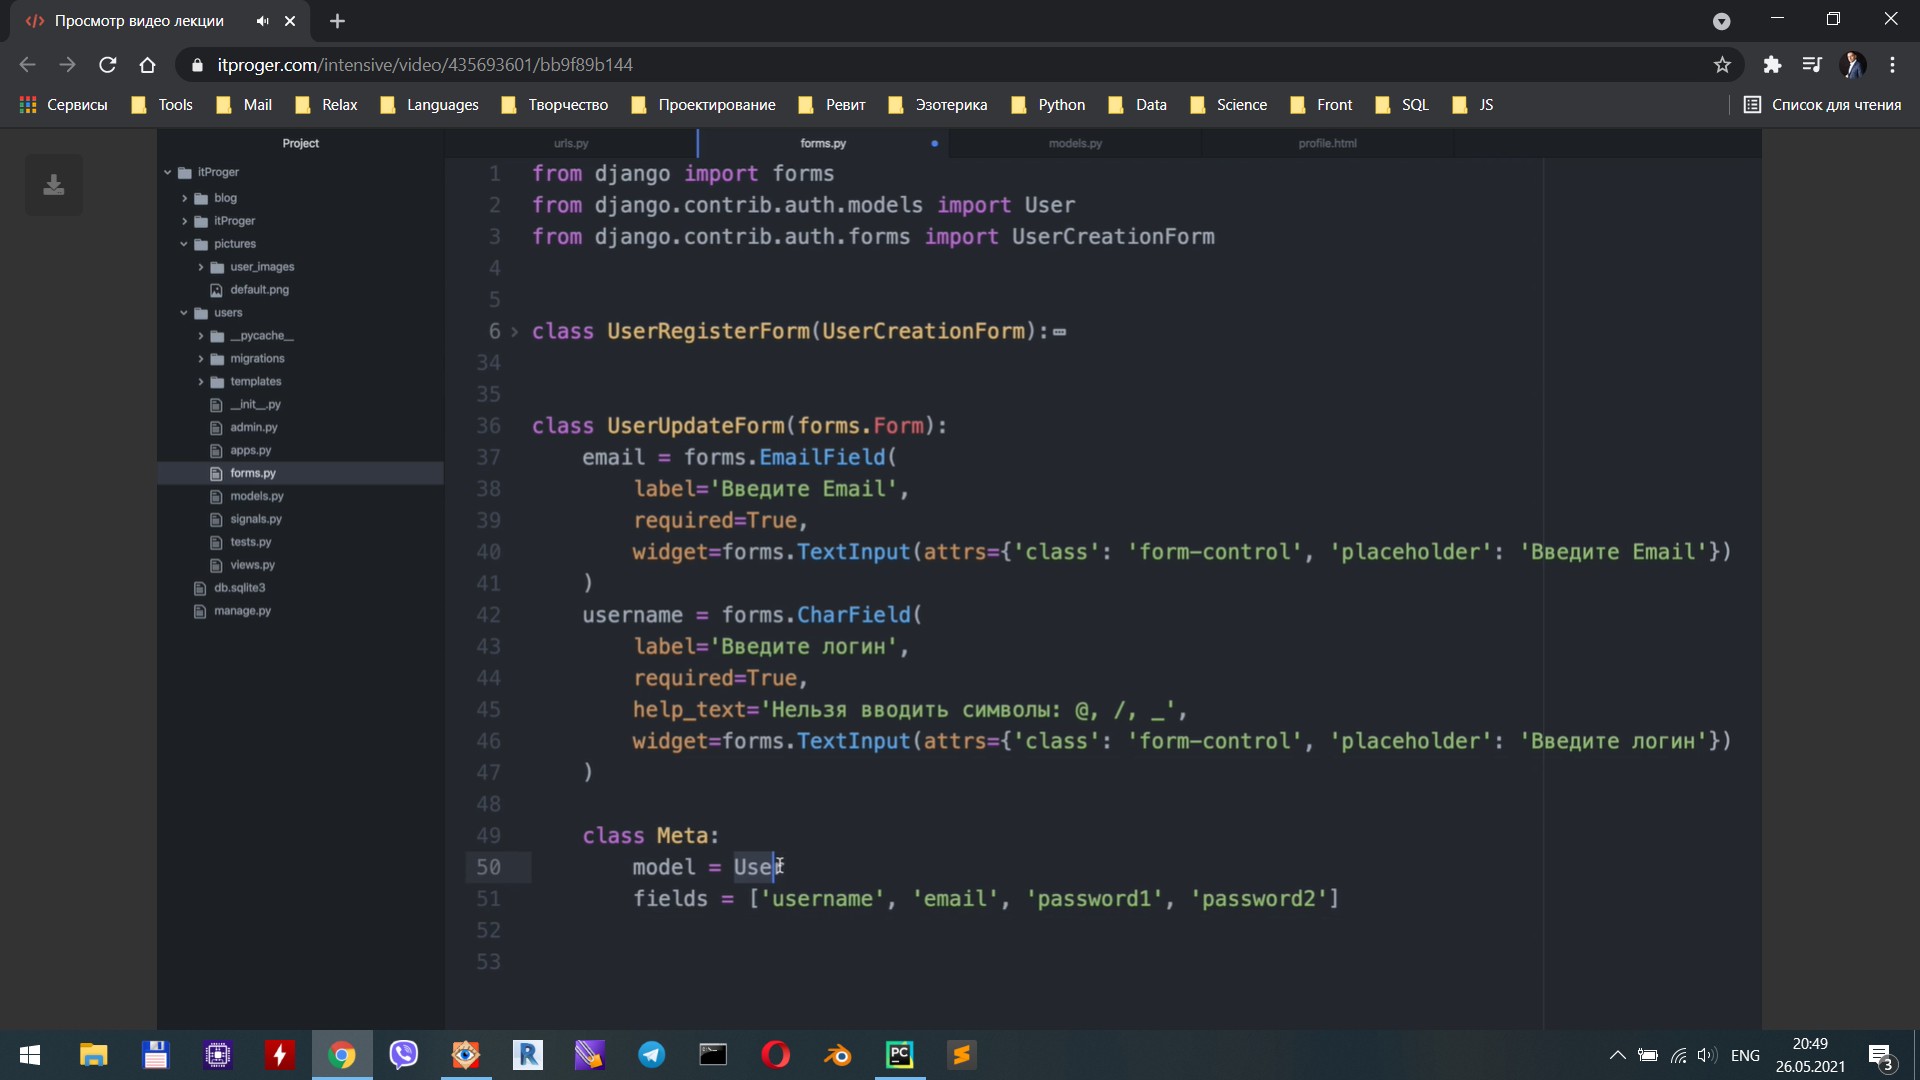 Просмотр видео лекции
itproger.com/intensive/video/435693601/bb9f89b144
Сервисы Tools Mail Relax Languages Творчество Проектирование Ревит Эзотерика Python Data Science Front SQL JS Список для чтения
Project
itProger
blog
itProger
pictures
user_images
default.png
users
__pycache__
migrations
templates
__init__.py
admin.py
apps.py
forms.py
models.py
signals.py
tests.py
views.py
db.sqlite3
manage.py
urls.py forms.py models.py profile.html
1 from django import forms
2 from django.contrib.auth.models import User
3 from django.contrib.auth.forms import UserCreationForm
4
5
6 class UserRegisterForm(UserCreationForm):
34
35
36 class UserUpdateForm(forms.Form):
37 email = forms.EmailField(
38 label='Введите Email',
39 required=True,
40 widget=forms.TextInput(attrs={'class': 'form-control', 'placeholder': 'Введите Email'})
41 )
42 username = forms.CharField(
43 label='Введите логин',
44 required=True,
45 help_text='Нельзя вводить символы: @, /, _',
46 widget=forms.TextInput(attrs={'class': 'form-control', 'placeholder': 'Введите логин'})
47 )
48
49 class Meta:
50 model = User
51 fields = ['username', 'email', 'password1', 'password2']
52
53
R
PC
ENG
20:49
26.05.2021
3